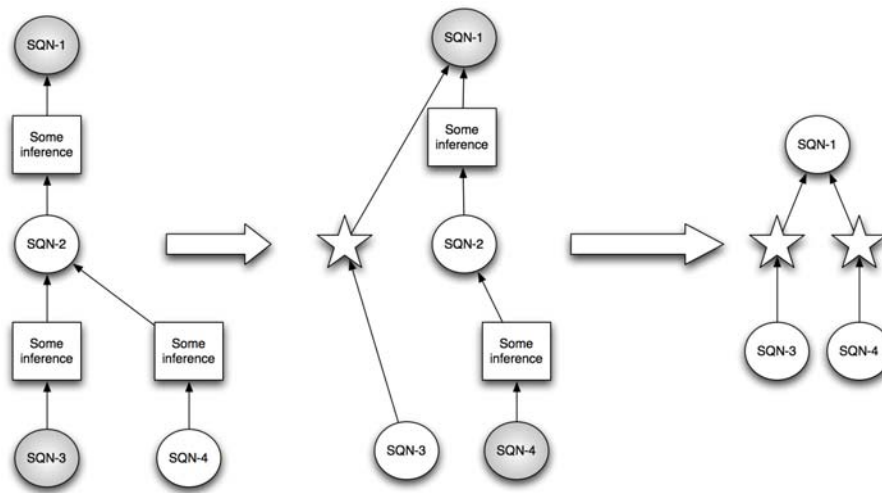 SQN-1
Some
inference
SQN-2
Some
inference
Some
inference
SQN-3
SQN-4
SQN-1
Some
inference
SQN-2
Some
inference
SQN-3
SQN-4
SQN-1
SQN-3
SQN-4